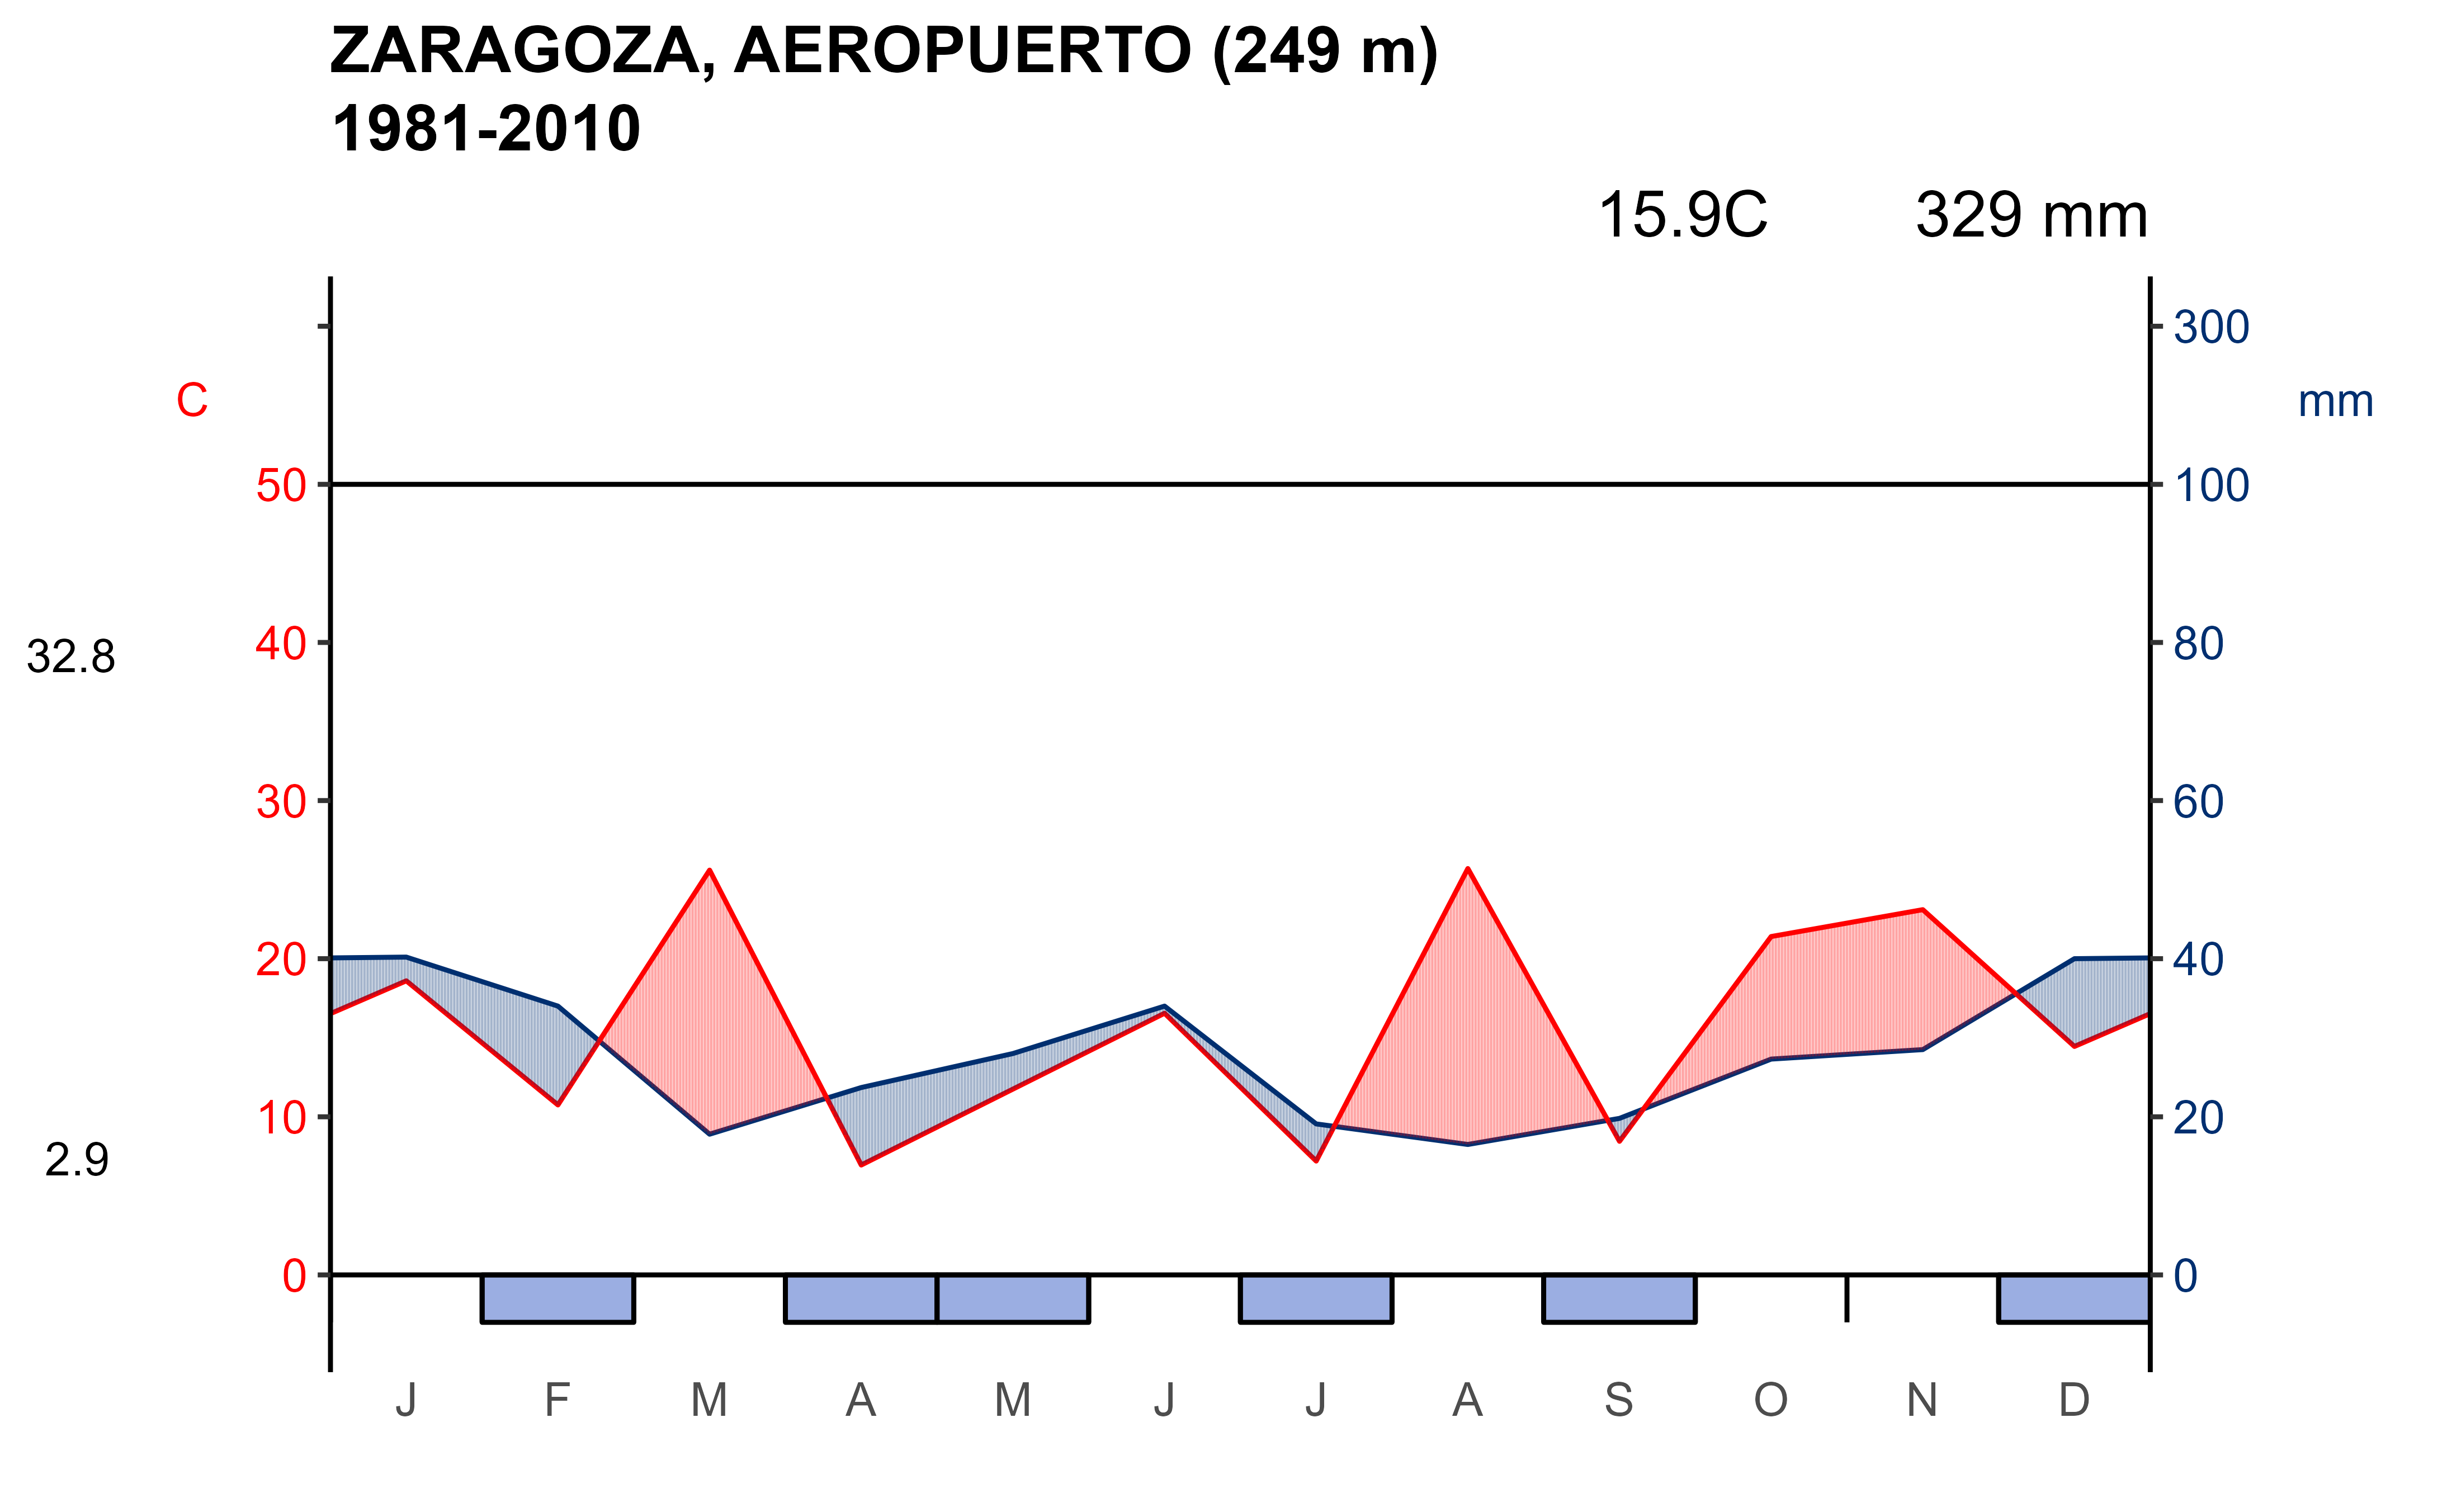 ZARAGOZA, AEROPUERTO (249 m)
1981-2010
15.9C 329 mm
300
C mm
50 100
40 80
32.8
30 60
20 40
10 20
2.9
0 0
J F M A M J J A S O N D